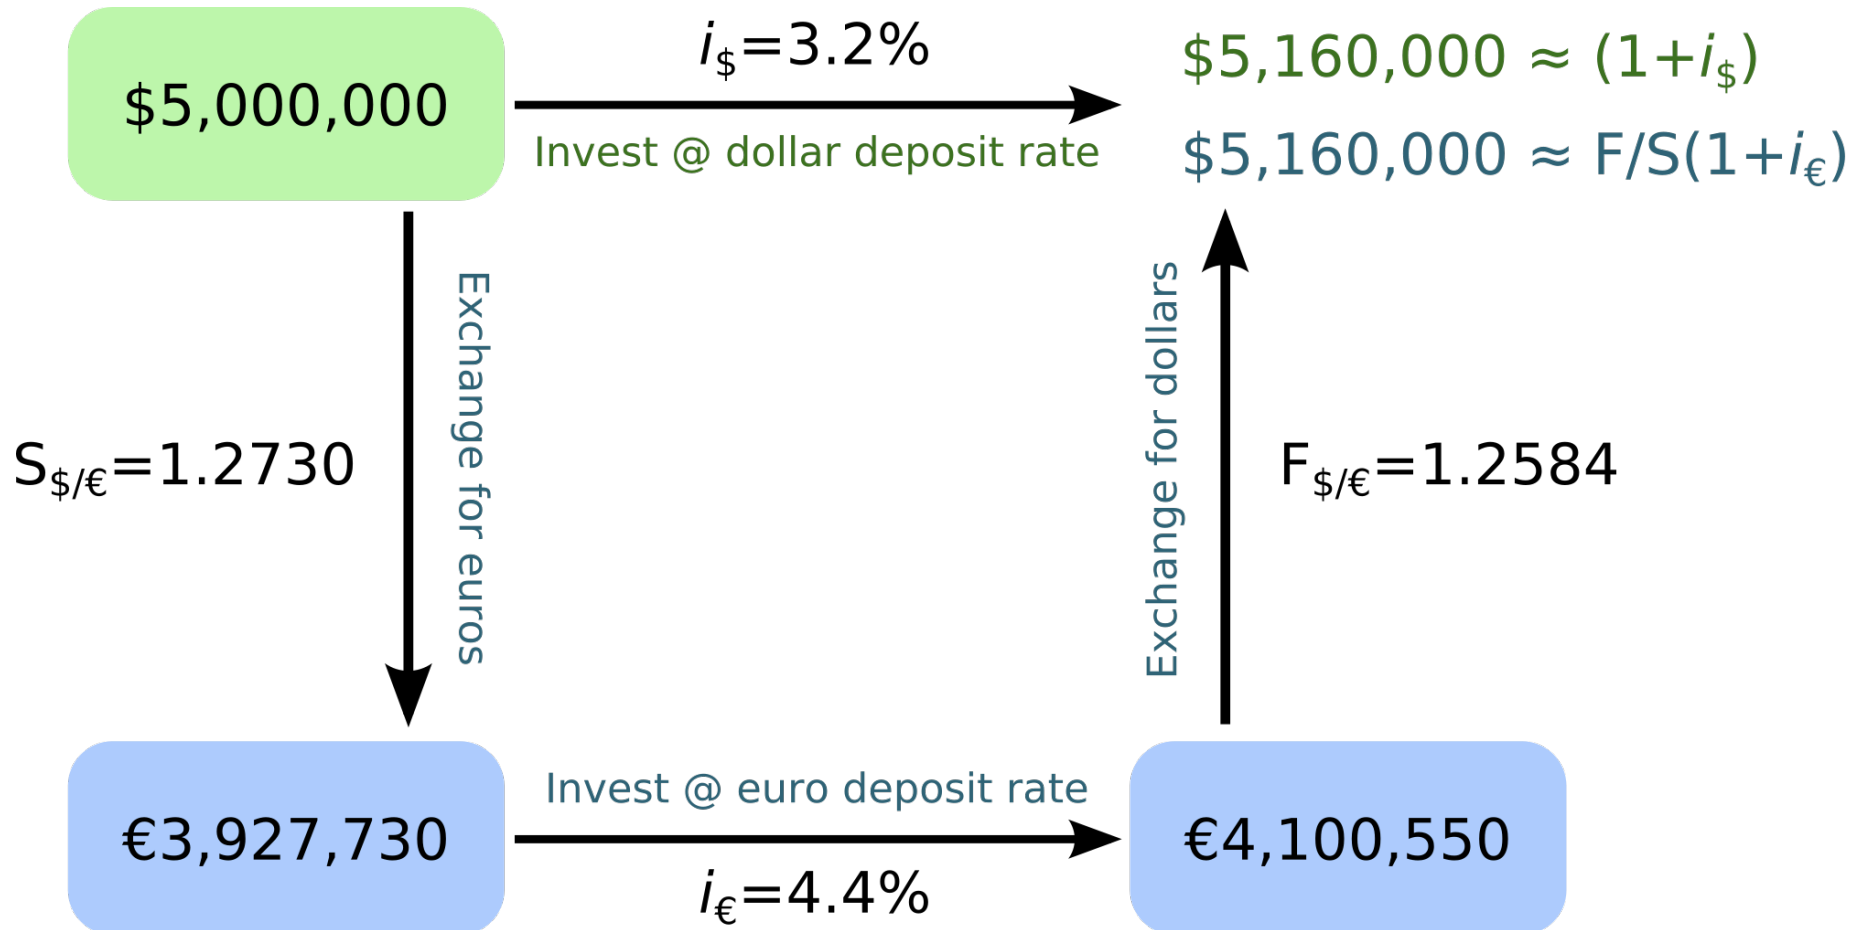 $5,000,000
i$=3.2%
Invest @ dollar deposit rate
$5,160,000 ≈ (1+i$)
$5,160,000 ≈ F/S(1+i€)
S$/€=1.2730
Exchange for euros
Exchange for dollars
F$/€=1.2584
€3,927,730
Invest @ euro deposit rate
i€=4.4%
€4,100,550